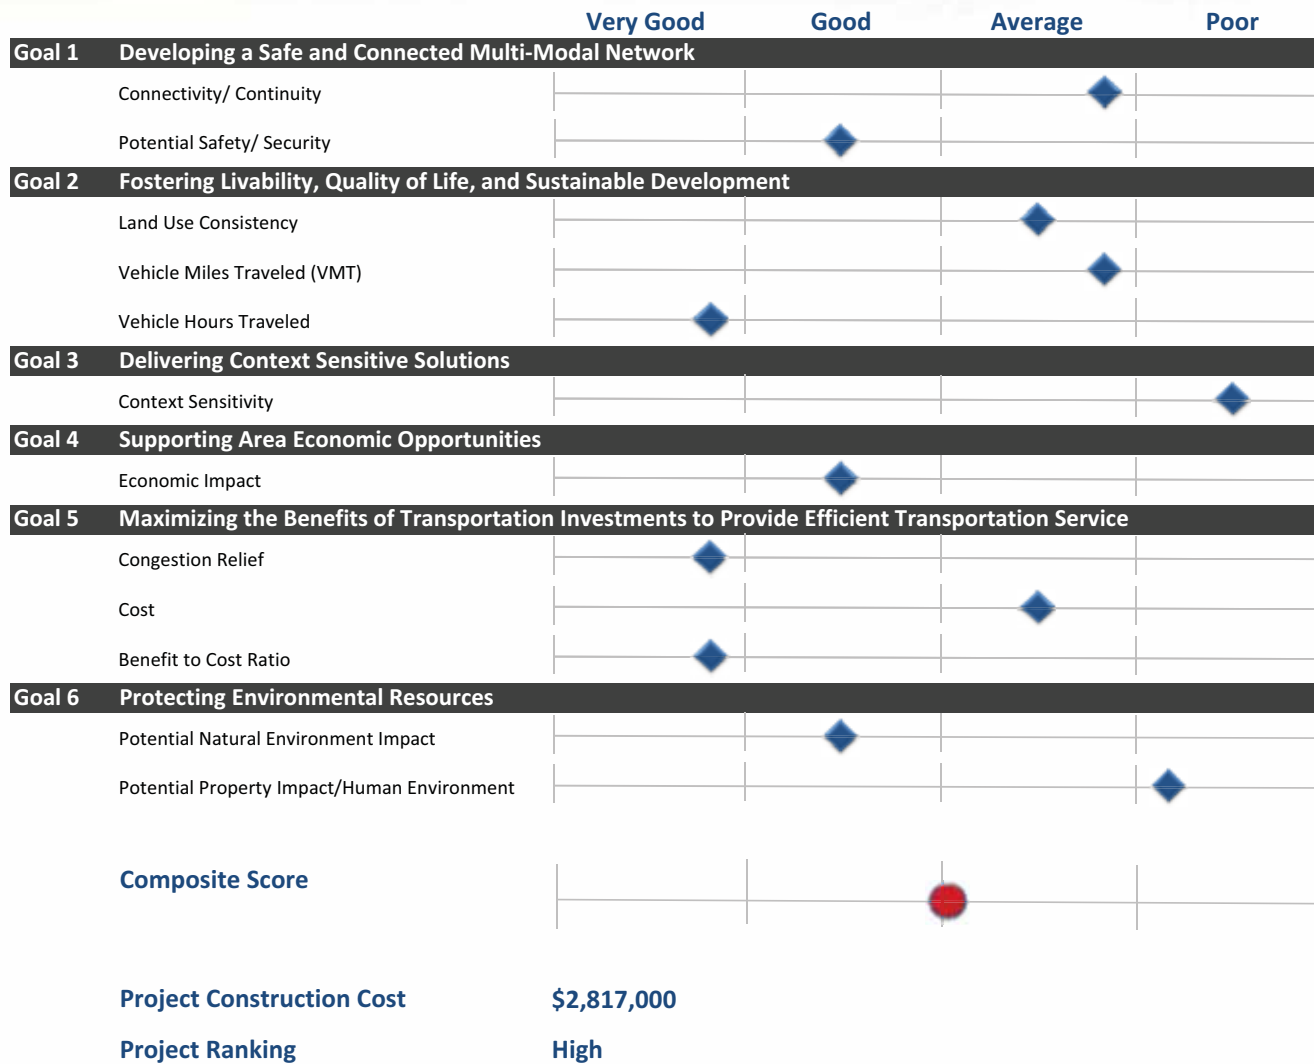 Very Good Good Average Poor
Goal 1 Developing a Safe and Connected Multi-Modal Network
Connectivity/ Continuity
Potential Safety/ Security
Goal 2 Fostering Livability, Quality of Life, and Sustainable Development
Land Use Consistency
Vehicle Miles Traveled (VMT)
Vehicle Hours Traveled
Goal 3 Delivering Context Sensitive Solutions
Context Sensitivity
Goal 4 Supporting Area Economic Opportunities
Economic Impact
Goal 5 Maximizing the Benefits of Transportation Investments to Provide Efficient Transportation Service
Congestion Relief
Cost
Benefit to Cost Ratio
Goal 6 Protecting Environmental Resources
Potential Natural Environment Impact
Potential Property Impact/Human Environment
Composite Score
Project Construction Cost $2,817,000
Project Ranking High